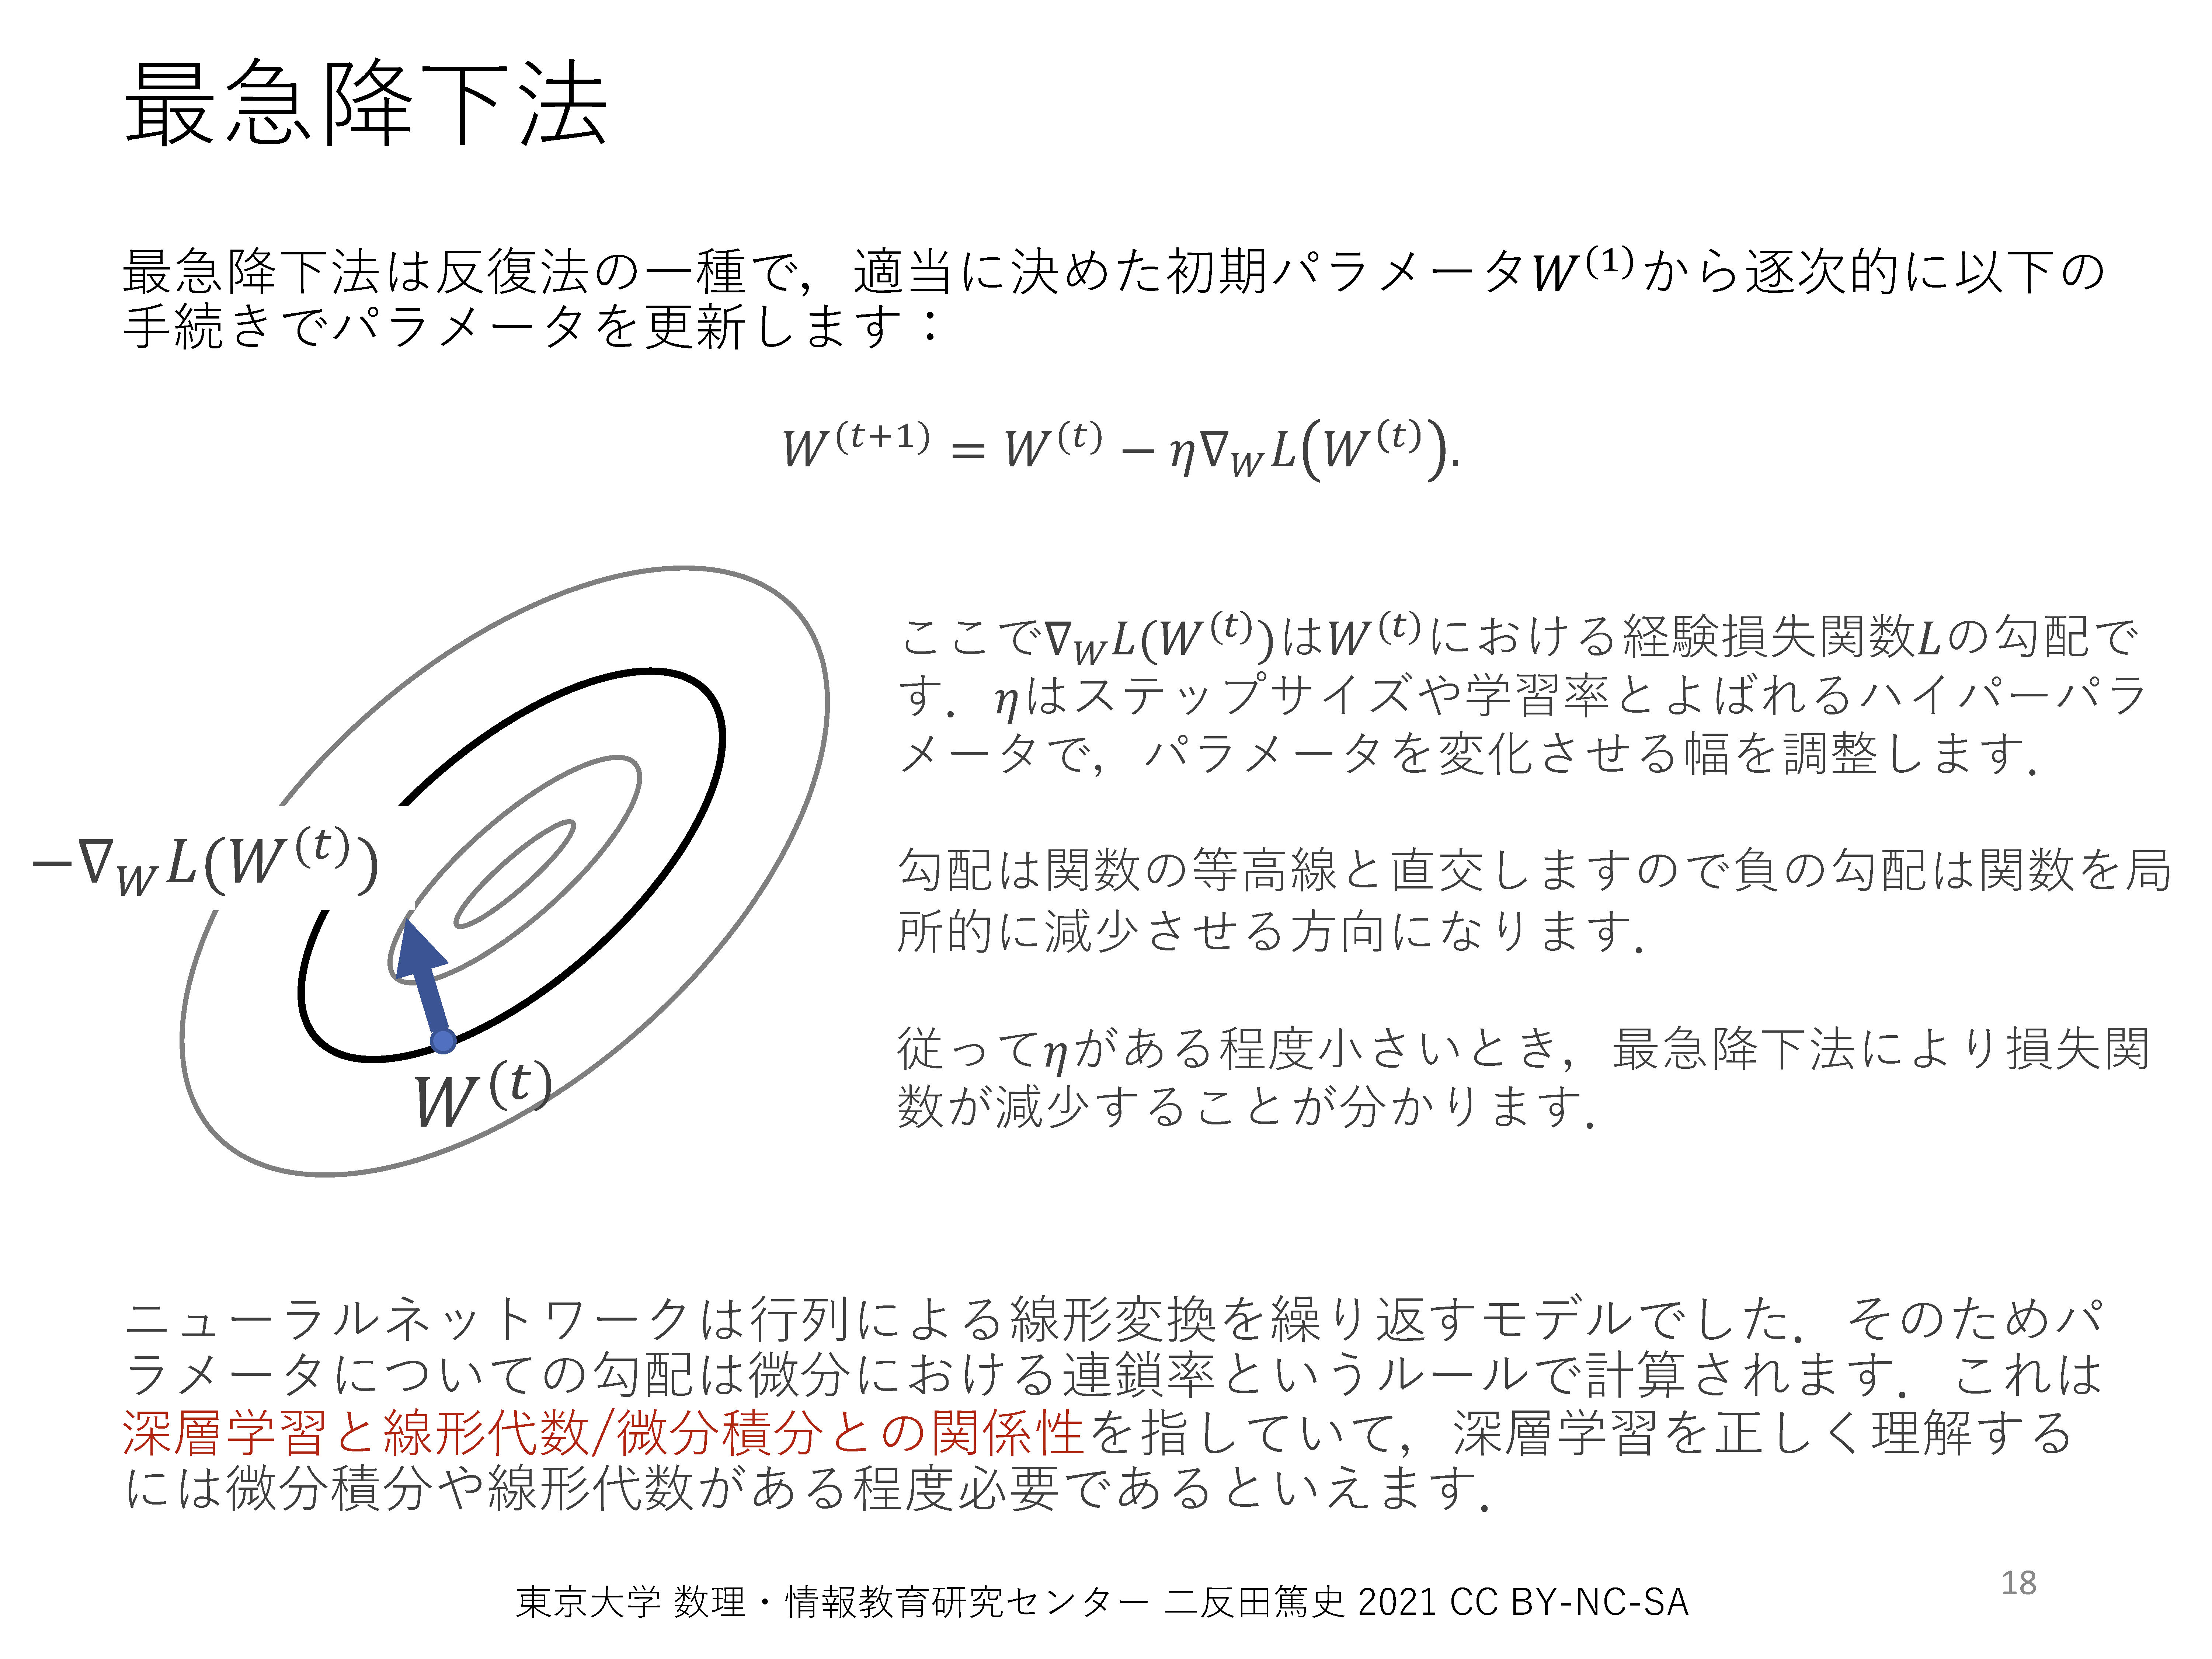 最急降下法
最急降下法は反復法の一種で，適当に決めた初期パラメータW^(1)から逐次的に以下の
手続きでパラメータを更新します：
W^(t+1) = W^(t) − η∇_W L(W^(t)).
ここで∇_W L(W^(t))はW^(t)における経験損失関数Lの勾配で
す．ηはステップサイズや学習率とよばれるハイパーパラ
メータで，パラメータを変化させる幅を調整します．
勾配は関数の等高線と直交しますので負の勾配は関数を局
所的に減少させる方向になります．
従ってηがある程度小さいとき，最急降下法により損失関
数が減少することが分かります．
−∇_W L(W^(t))
W^(t)
ニューラルネットワークは行列による線形変換を繰り返すモデルでした．そのためパ
ラメータについての勾配は微分における連鎖率というルールで計算されます．これは
深層学習と線形代数/微分積分との関係性を指していて，深層学習を正しく理解する
には微分積分や線形代数がある程度必要であるといえます．
東京大学 数理・情報教育研究センター 二反田篤史 2021 CC BY-NC-SA
18